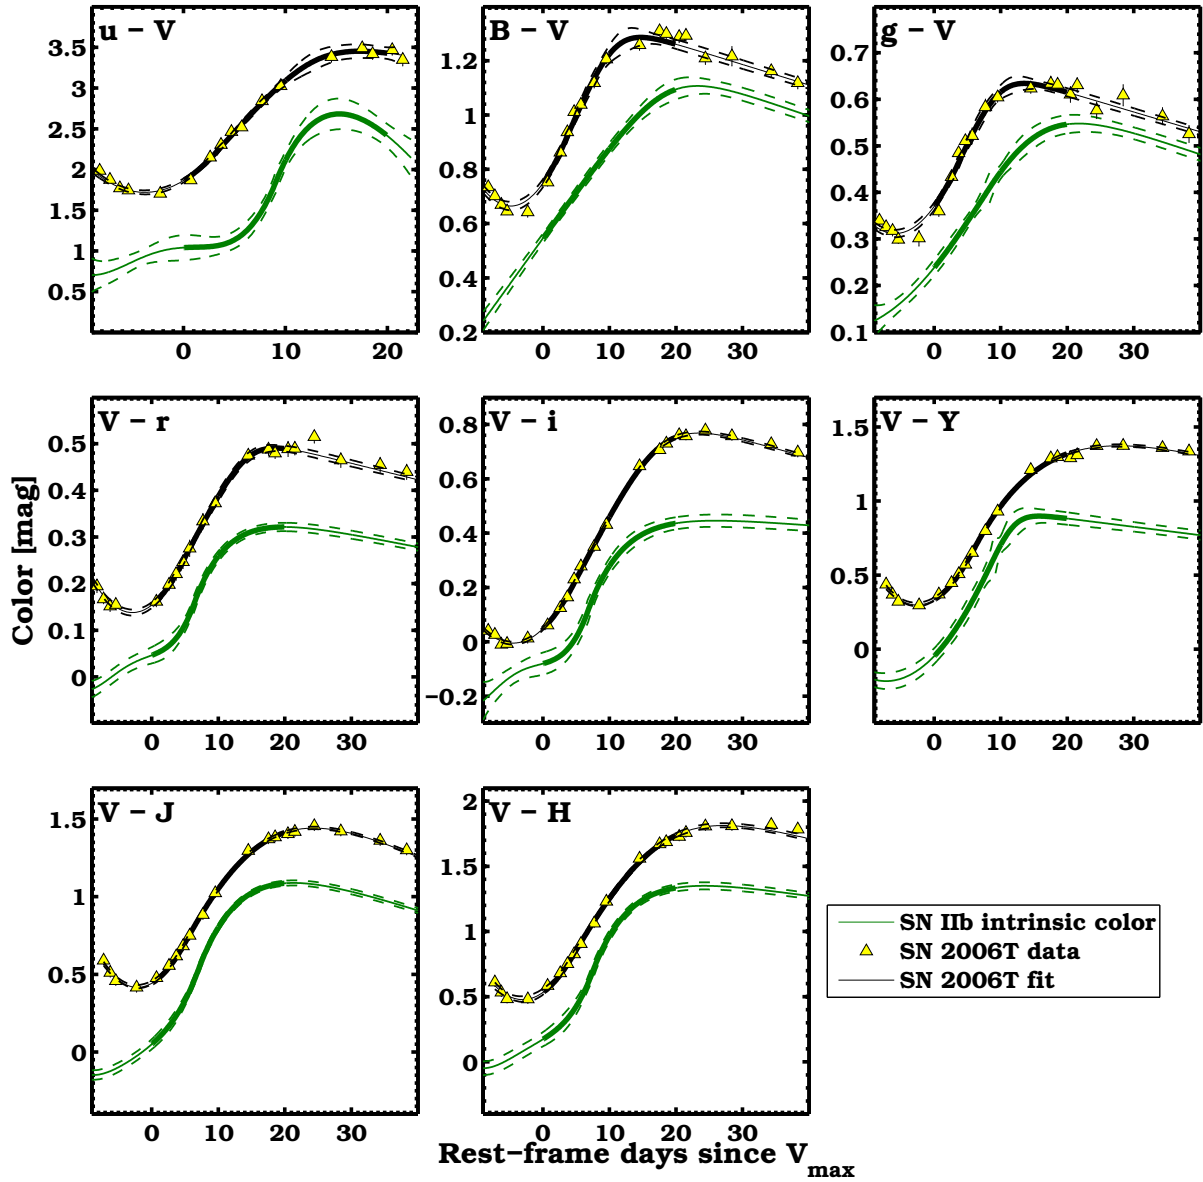 u − V
3.5
3
2.5
2
1.5
1
0.5
0 10 20
B − V
1.2
1
0.8
0.6
0.4
0.2
0 10 20 30
g − V
0.7
0.6
0.5
0.4
0.3
0.2
0.1
0 10 20 30
Color [mag]
V − r
0.5
0.4
0.3
0.2
0.1
0
0 10 20 30
V − i
0.8
0.6
0.4
0.2
0
−0.2
0 10 20 30
V − Y
1.5
1
0.5
0
0 10 20 30
V − J
1.5
1
0.5
0
0 10 20 30
V − H
2
1.5
1
0.5
0
0 10 20 30
SN IIb intrinsic color
SN 2006T data
SN 2006T fit
Rest−frame days since Vmax